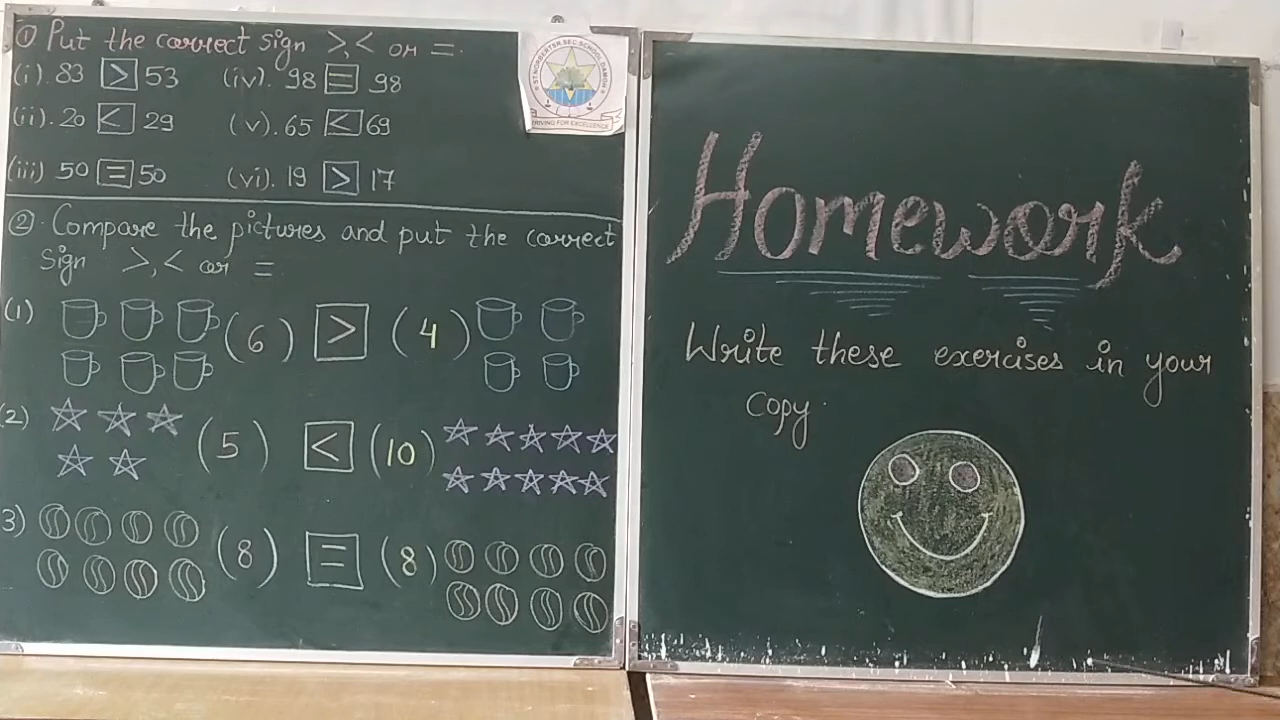 ① Put the correct sign >,< or =.
(i). 83 > 53 (iv). 98 = 98
(ii). 20 < 29 (v). 65 < 69
(iii) 50 = 50 (vi). 19 > 17
② Compare the pictures and put the correct
sign >,< or =
(1) (6) > (4)
(2) (5) < (10)
3) (8) = (8)
Homework
Write these exercises in your
copy.